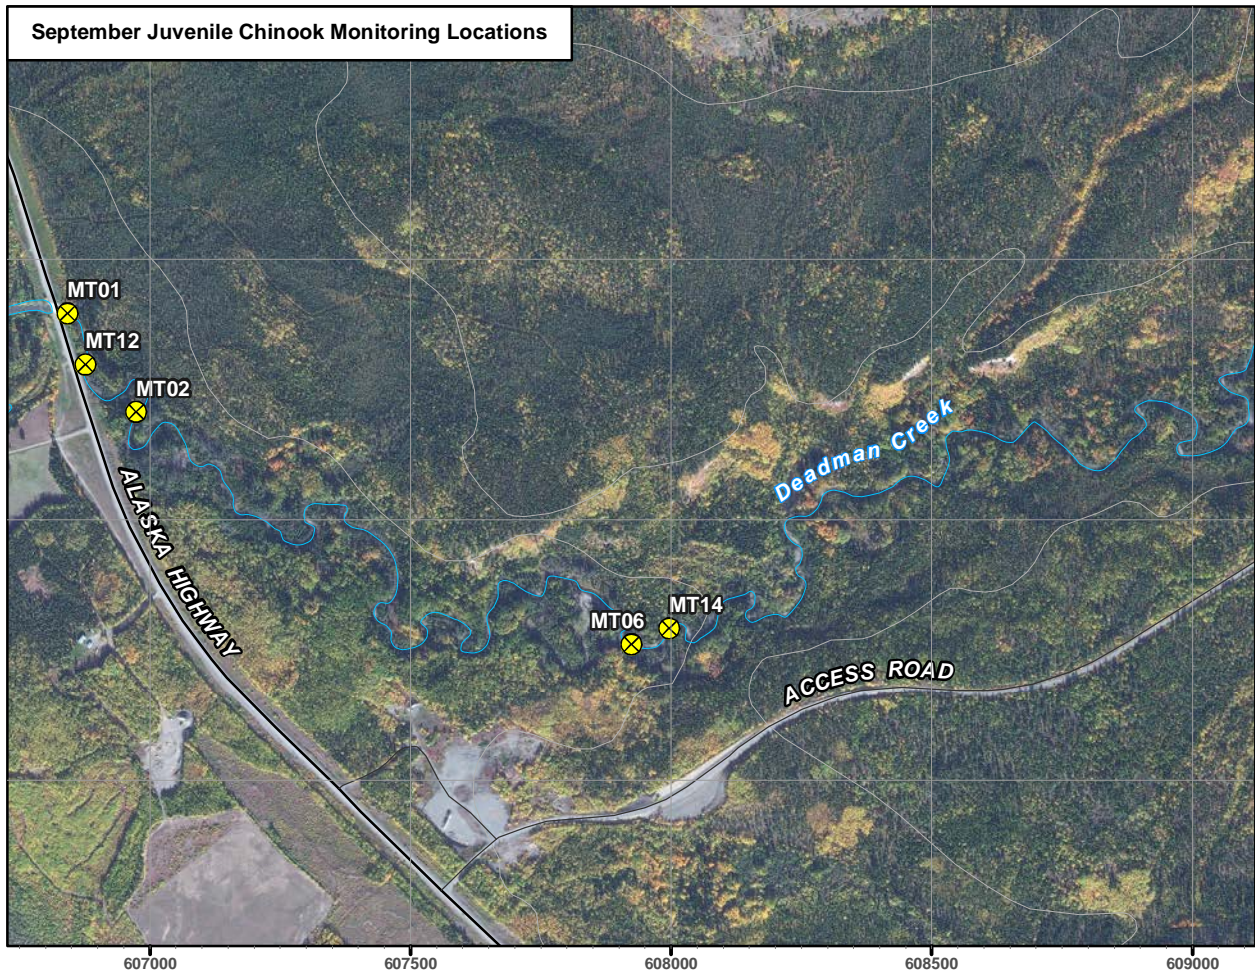 September Juvenile Chinook Monitoring Locations
MT01
MT12
MT02
Deadman Creek
ALASKA HIGHWAY
MT14
MT06
ACCESS ROAD
607000
607500
608000
608500
609000